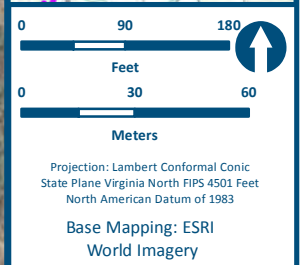 0 90 180
Feet
0 30 60
Meters
Projection: Lambert Conformal Conic
State Plane Virginia North FIPS 4501 Feet
North American Datum of 1983
Base Mapping: ESRI
World Imagery